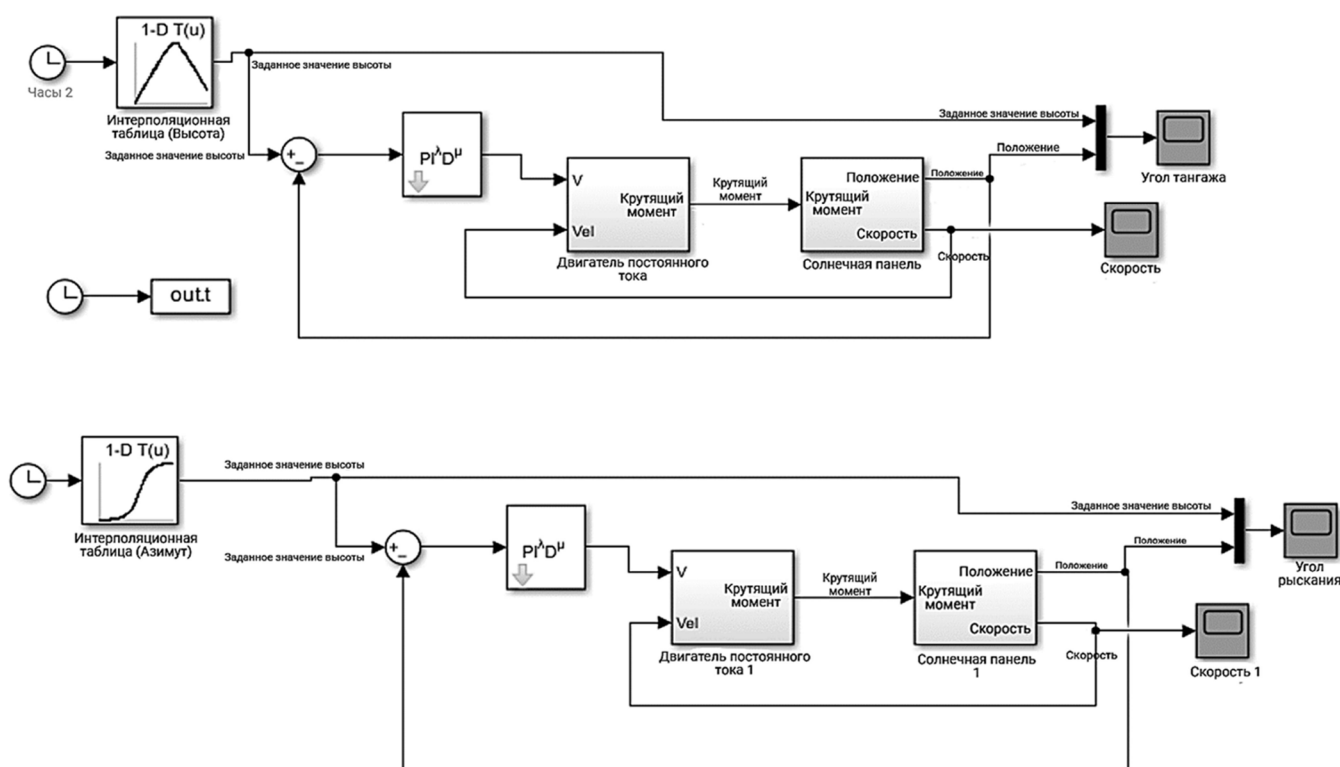 1-D T(u)
Часы 2
Интерполяционная
таблица (Высота)
Заданное значение высоты
Заданное значение высоты
Заданное значение высоты
Положение
Угол тангажа
+
−
PI^λD^μ
V
Vel
Крутящий
момент
Двигатель постоянного
тока
Крутящий
момент
Положение
Крутящий
момент
Скорость
Солнечная панель
Положение
Скорость
Скорость
out.t
1-D T(u)
Интерполяционная
таблица (Азимут)
Заданное значение высоты
Заданное значение высоты
Заданное значение высоты
Положение
Угол
рыскания
+
−
PI^λD^μ
V
Vel
Крутящий
момент
Двигатель постоянного
тока 1
Крутящий
момент
Положение
Крутящий
момент
Скорость
Солнечная панель
1
Положение
Скорость
Скорость 1